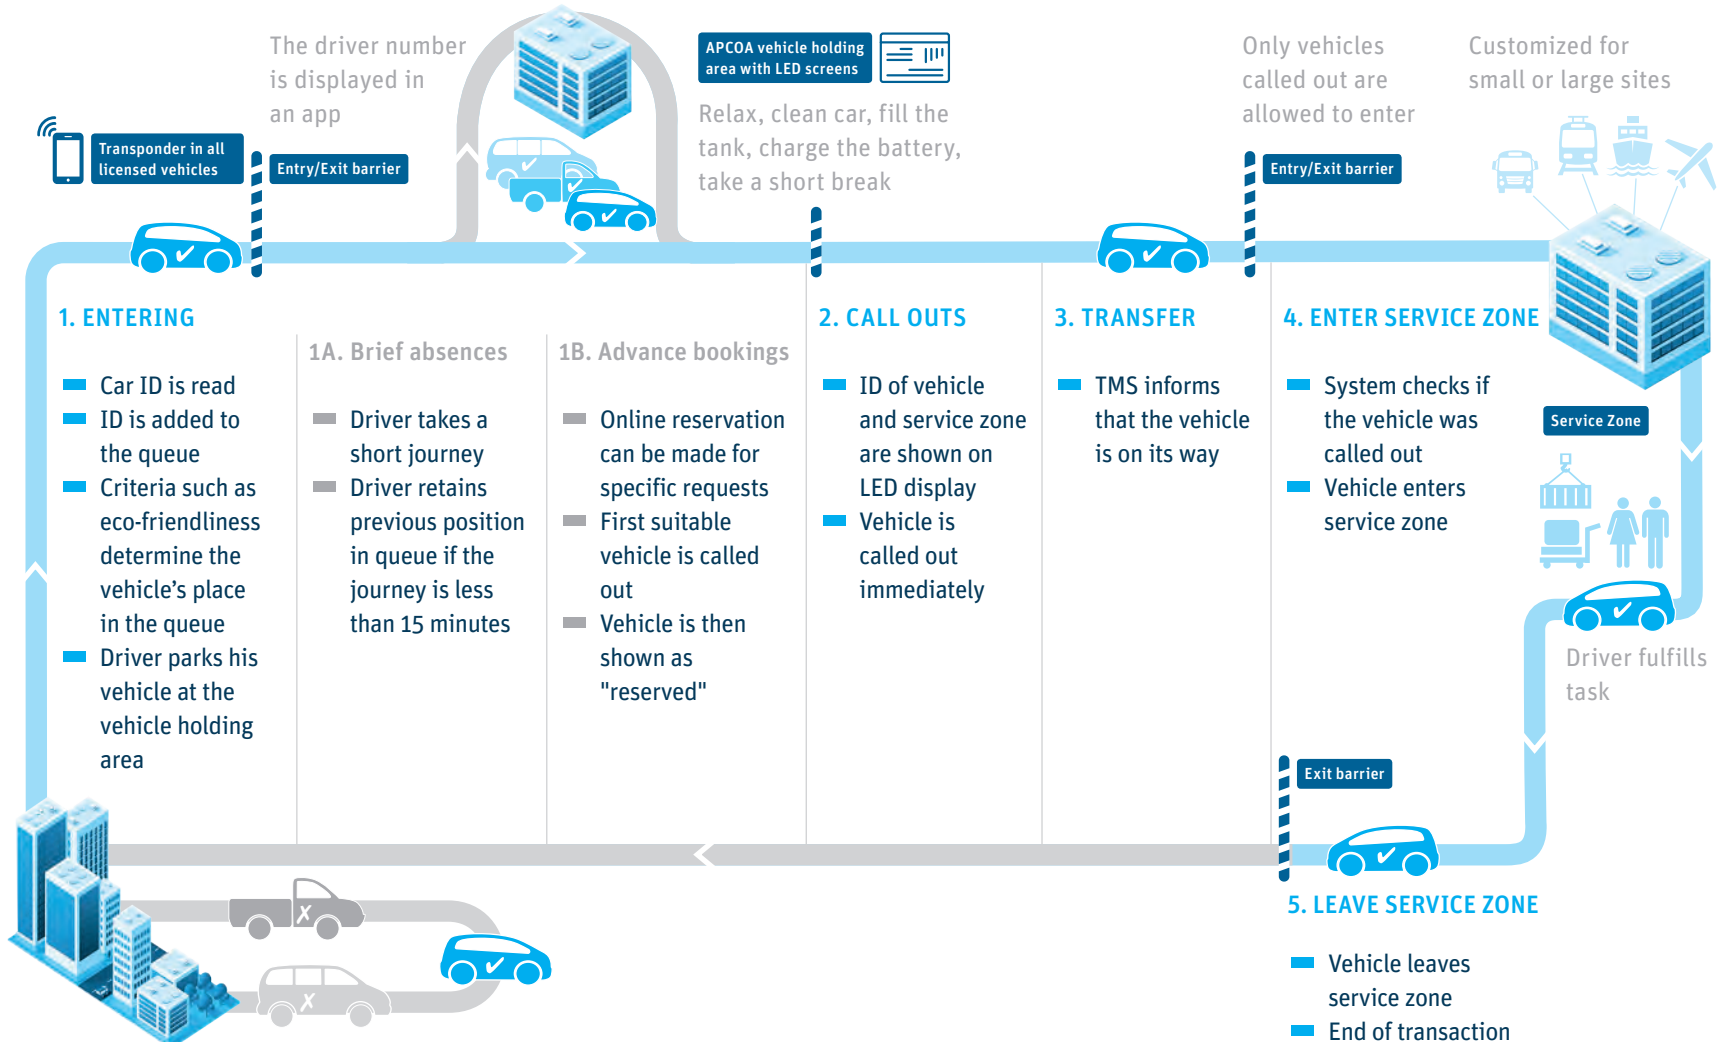 The driver number
is displayed in
an app
APCOA vehicle holding
area with LED screens
Relax, clean car, fill the
tank, charge the battery,
take a short break
Only vehicles
called out are
allowed to enter
Customized for
small or large sites
Transponder in all
licensed vehicles
Entry/Exit barrier
Entry/Exit barrier
1. ENTERING
Car ID is read
ID is added to
the queue
Criteria such as
eco-friendliness
determine the
vehicle's place
in the queue
Driver parks his
vehicle at the
vehicle holding
area
1A. Brief absences
Driver takes a
short journey
Driver retains
previous position
in queue if the
journey is less
than 15 minutes
1B. Advance bookings
Online reservation
can be made for
specific requests
First suitable
vehicle is called
out
Vehicle is then
shown as
"reserved"
2. CALL OUTS
ID of vehicle
and service zone
are shown on
LED display
Vehicle is
called out
immediately
3. TRANSFER
TMS informs
that the vehicle
is on its way
4. ENTER SERVICE ZONE
System checks if
the vehicle was
called out
Vehicle enters
service zone
Service Zone
Driver fulfills
task
Exit barrier
5. LEAVE SERVICE ZONE
Vehicle leaves
service zone
End of transaction